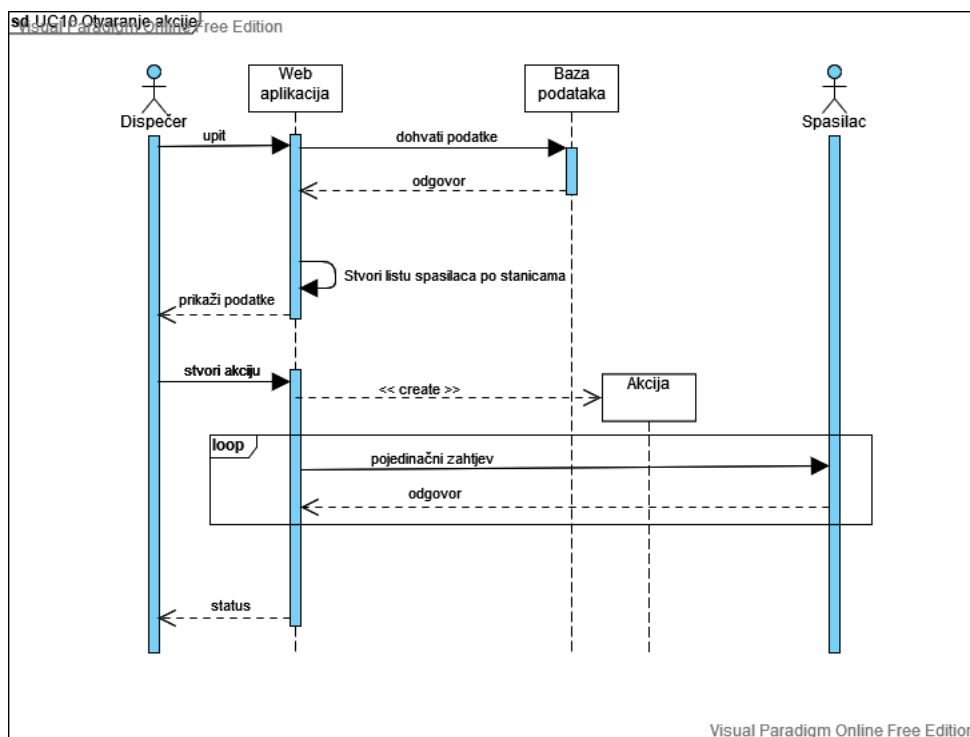 sd UC10 Otvaranje akcije
Visual Paradigm Online Free Edition
Web
aplikacija
Baza
podataka
Dispečer
Spasilac
upit
dohvati podatke
odgovor
Stvori listu spasilaca po stanicama
prikaži podatke
stvori akciju
<< create >>
Akcija
loop
pojedinačni zahtjev
odgovor
status
Visual Paradigm Online Free Edition